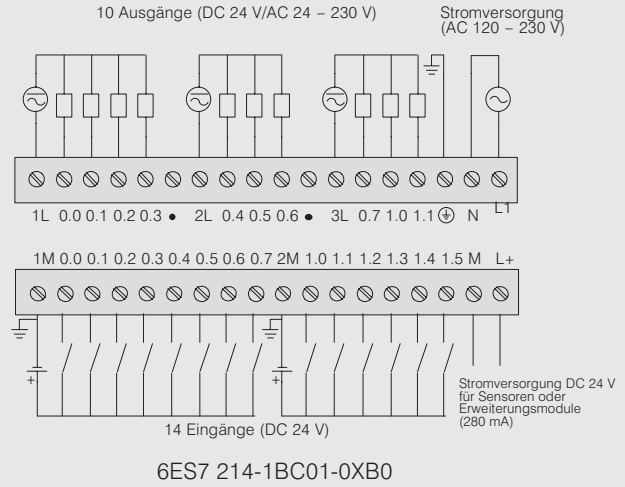 10 Ausgänge (DC 24 V/AC 24 – 230 V)
Stromversorgung
(AC 120 – 230 V)
1L 0.0 0.1 0.2 0.3 • 2L 0.4 0.5 0.6 • 3L 0.7 1.0 1.1 N L1
1M 0.0 0.1 0.2 0.3 0.4 0.5 0.6 0.7 2M 1.0 1.1 1.2 1.3 1.4 1.5 M L+
+
+
Stromversorgung DC 24 V
für Sensoren oder
Erweiterungsmodule
(280 mA)
14 Eingänge (DC 24 V)
6ES7 214-1BC01-0XB0